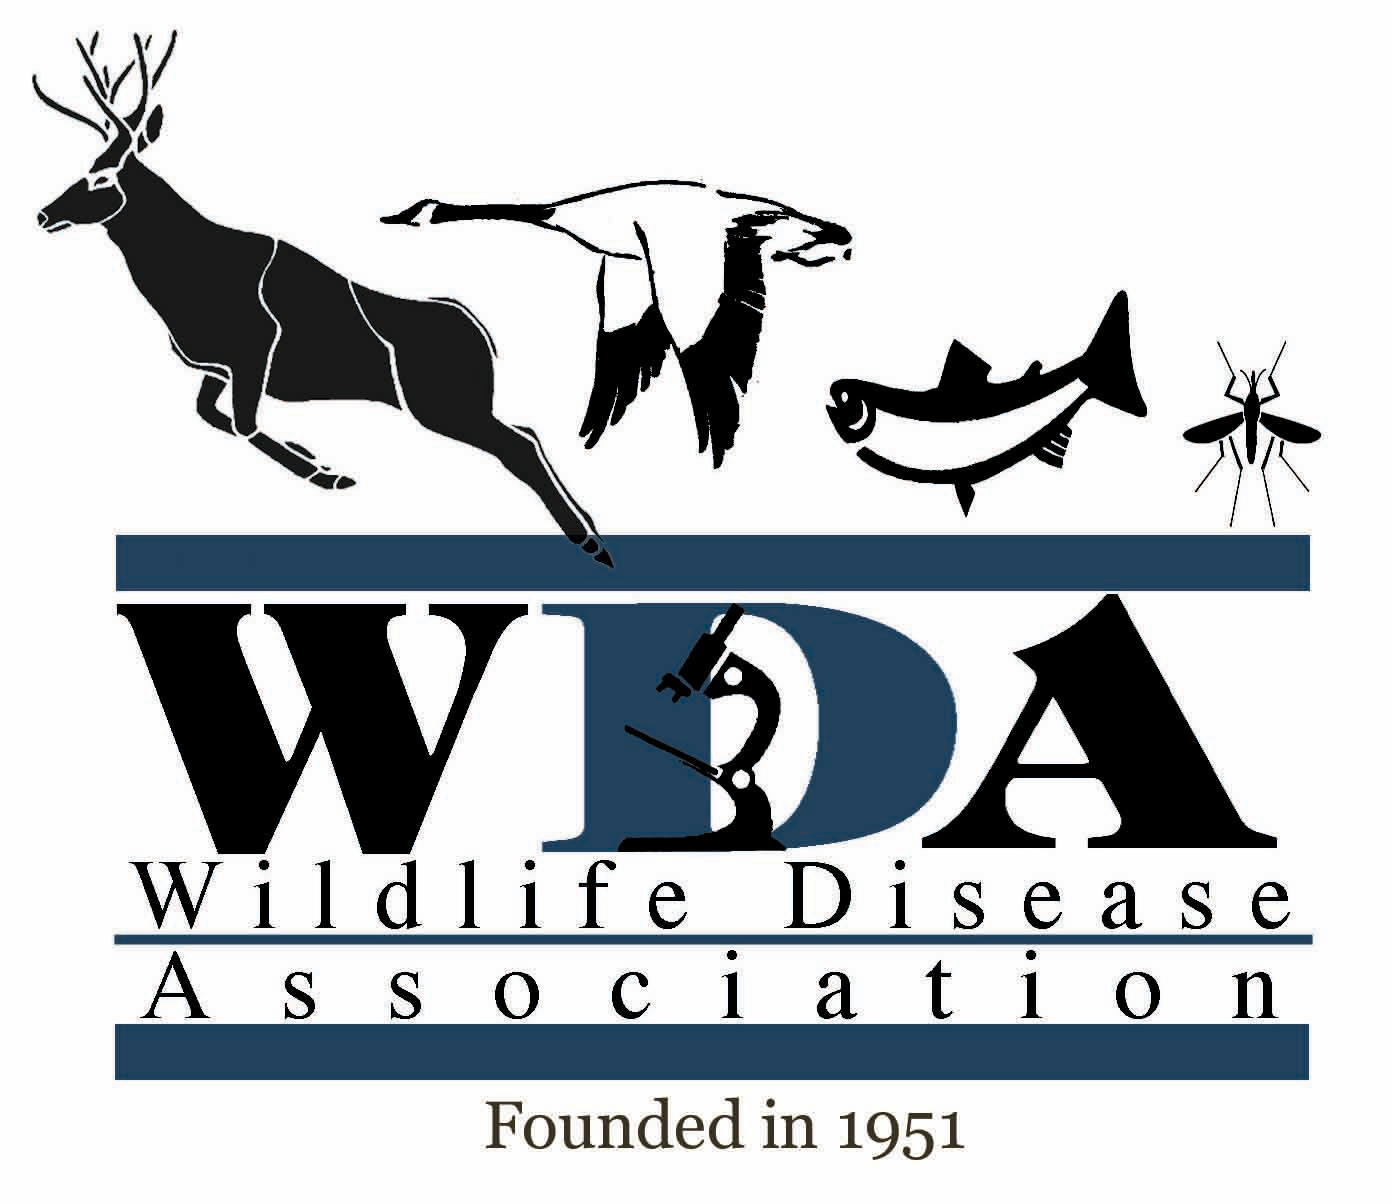 WDA
Wildlife Disease
Association
Founded in 1951